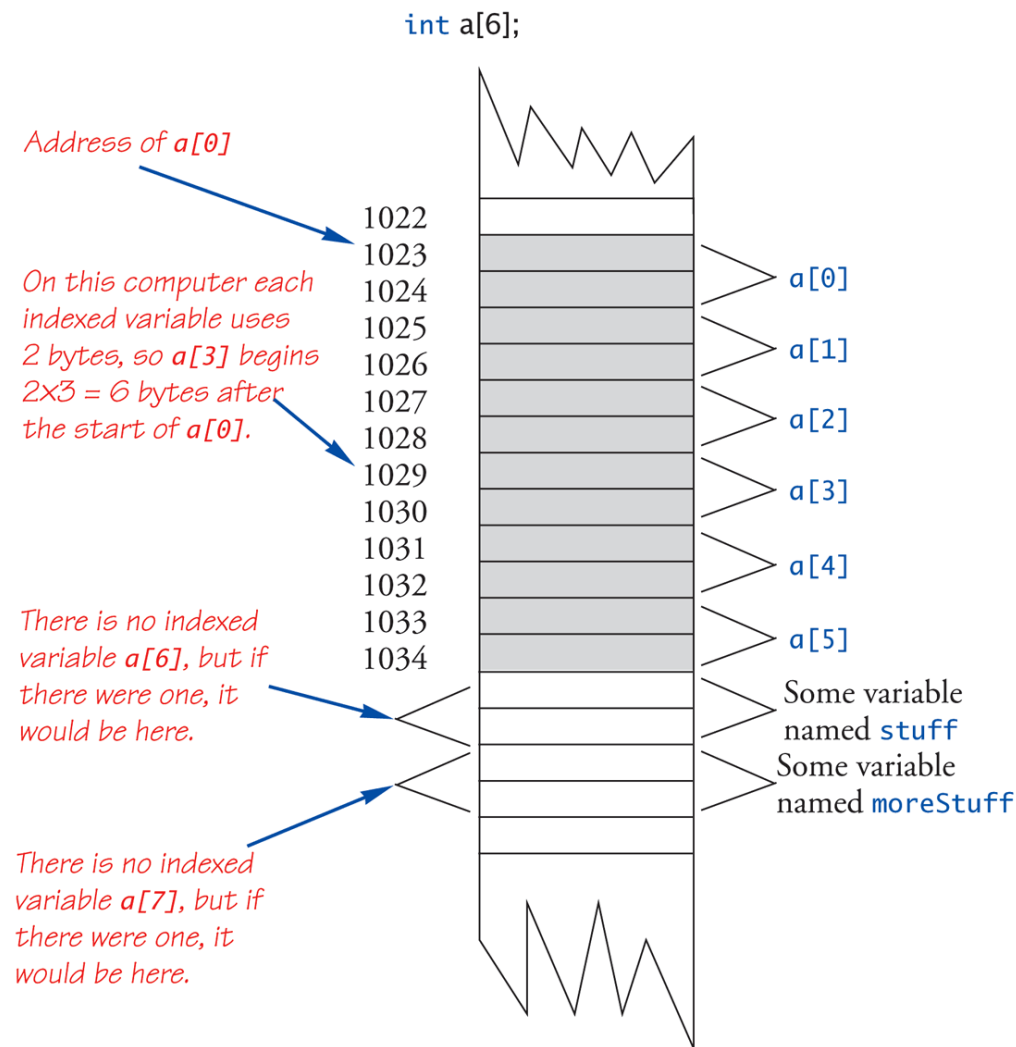 int a[6];
Address of a[0]
1022
1023
1024
1025
1026
1027
1028
1029
1030
1031
1032
1033
1034
On this computer each
indexed variable uses
2 bytes, so a[3] begins
2×3 = 6 bytes after
the start of a[0].
There is no indexed
variable a[6], but if
there were one, it
would be here.
There is no indexed
variable a[7], but if
there were one, it
would be here.
a[0]
a[1]
a[2]
a[3]
a[4]
a[5]
Some variable
named stuff
Some variable
named moreStuff